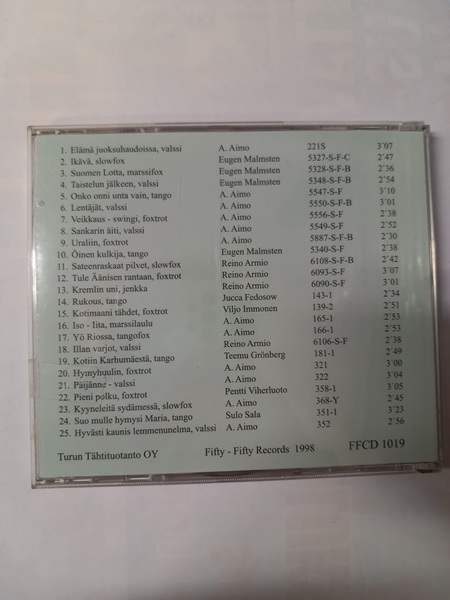 1. Elämä juoksuhaudoissa, valssi A. Aimo 221S 3´07
2. Ikävä, slowfox Eugen Malmsten 5327-S-F-C 2´47
3. Suomen Lotta, marssifox Eugen Malmsten 5328-S-F-B 2´36
4. Taistelun jälkeen, valssi Eugen Malmsten 5348-S-F-B 2´54
5. Onko onni unta vain, tango A. Aimo 5547-S-F 3´10
6. Lentäjät, valssi A. Aimo 5550-S-F-B 3´01
7. Veikkaus - swingi, foxtrot A. Aimo 5556-S-F 2´38
8. Sankarin äiti, valssi A. Aimo 5549-S-F 2´52
9. Uraliin, foxtrot A. Aimo 5887-S-F-B 2´30
10. Öinen kulkija, tango Eugen Malmsten 5340-S-F 2´38
11. Sateenraskaat pilvet, slowfox Reino Armio 6108-S-F-B 2´42
12. Tule Äänisen rantaan, foxtrot Reino Armio 6093-S-F 3´07
13. Kremlin uni, jenkka Reino Armio 6090-S-F 3´01
14. Rukous, tango Jucca Fedosow 143-1 2´34
15. Kotimaani tähdet, foxtrot Viljo Immonen 139-2 2´51
16. Iso - Iita, marssilaulu A. Aimo 165-1 2´53
17. Yö Riossa, tangofox A. Aimo 166-1 2´53
18. Illan varjot, valssi Reino Armio 6106-S-F 2´38
19. Kotiin Karhumäestä, tango Teemu Grönberg 181-1 2´49
20. Hymyhuulin, foxtrot A. Aimo 321 3´00
21. Päijänne - valssi A. Aimo 322 3´04
22. Pieni polku, foxtrot Pentti Viherluoto 358-1 3´05
23. Kyyneleitä sydämessä, slowfox A. Aimo 368-Y 2´45
24. Suo mulle hymysi Maria, tango Sulo Sala 351-1 3´23
25. Hyvästi kaunis lemmenunelma, valssi A. Aimo 352 2´56
Turun Tähtituotanto OY Fifty - Fifty Records 1998 FFCD 1019